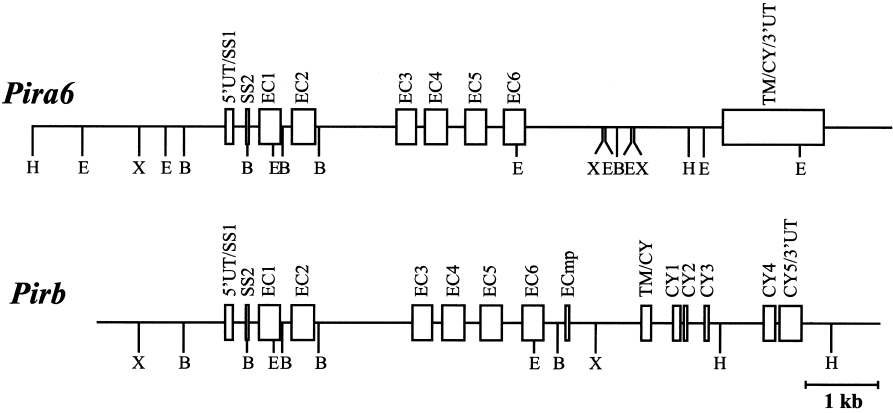 5'UT/SS1 SS2 EC1 EC2 EC3 EC4 EC5 EC6 TM/CY/3'UT
Pira6
H E X E B B E B B E X E B E X H E E
5'UT/SS1 SS2 EC1 EC2 EC3 EC4 EC5 EC6 ECmp TM/CY CY1 CY2 CY3 CY4 CY5/3'UT
Pirb
X B B E B B E B X H H
1 kb